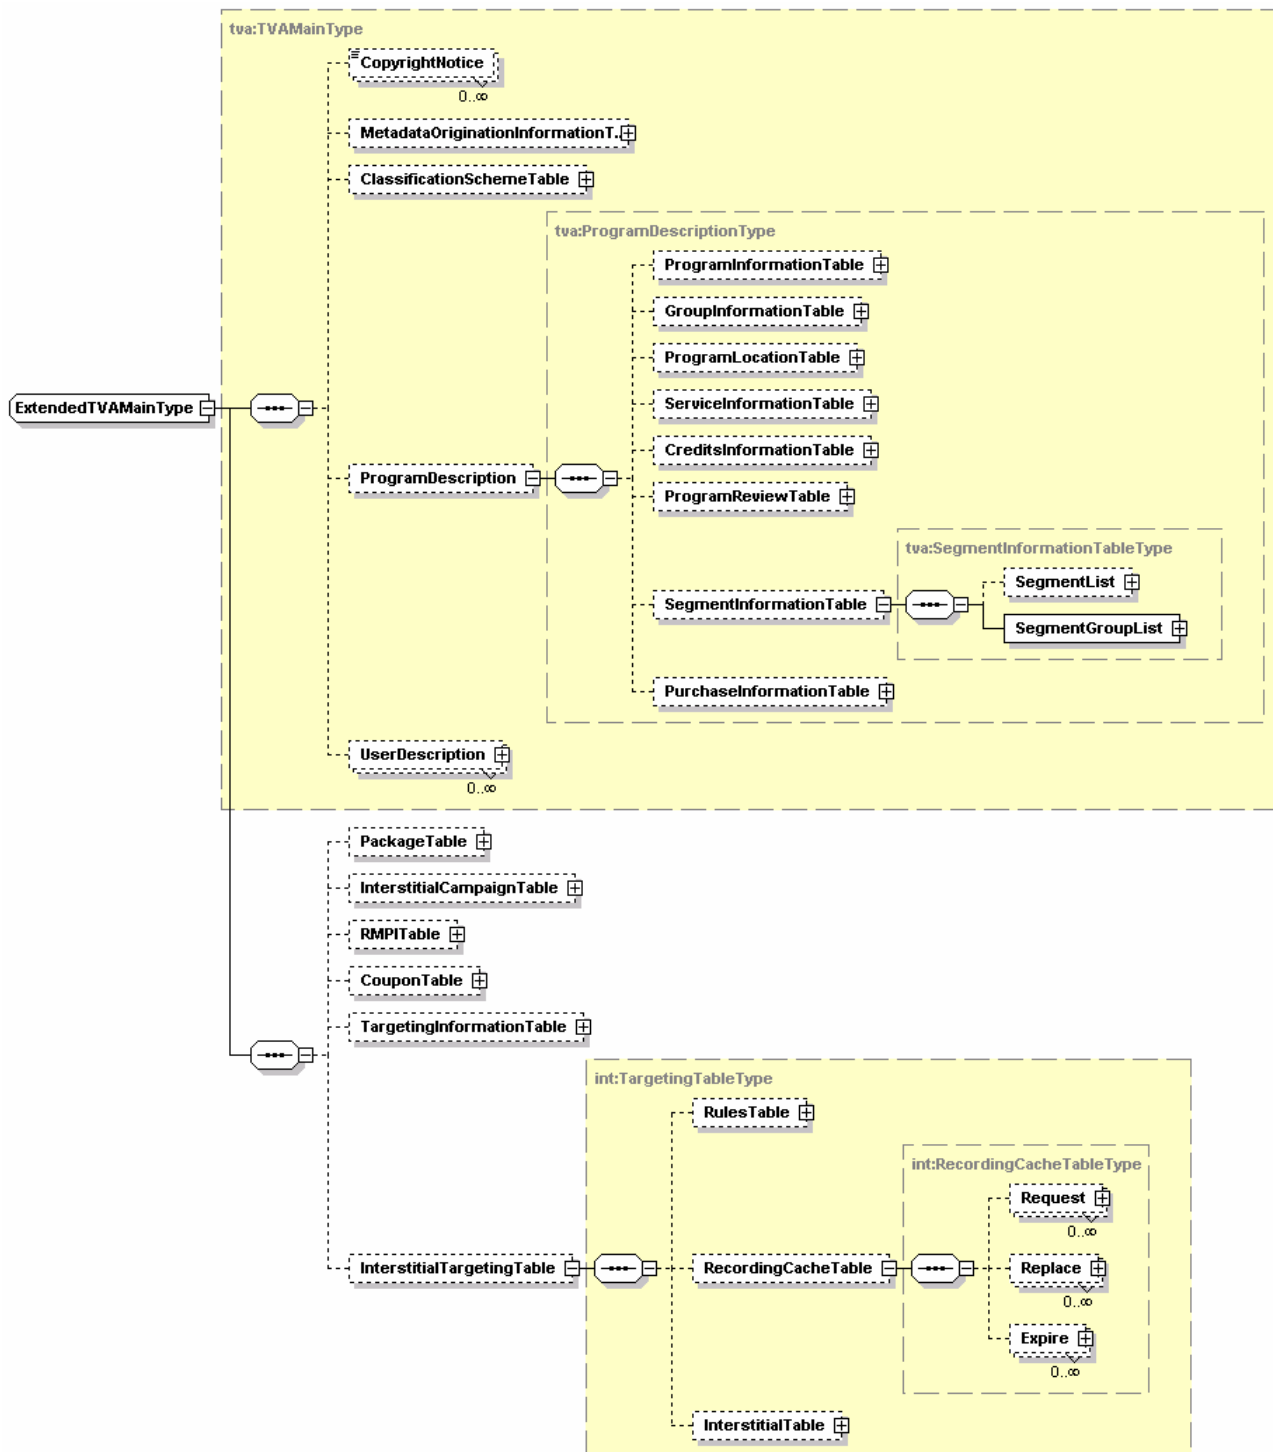 tva:TVAMainType
CopyrightNotice
0..∞
MetadataOriginationInformationT..
ClassificationSchemeTable
tva:ProgramDescriptionType
ProgramInformationTable
GroupInformationTable
ProgramLocationTable
ExtendedTVAMainType
ServiceInformationTable
CreditsInformationTable
ProgramDescription
ProgramReviewTable
tva:SegmentInformationTableType
SegmentList
SegmentInformationTable
SegmentGroupList
PurchaseInformationTable
UserDescription
0..∞
PackageTable
InterstitialCampaignTable
RMPITable
CouponTable
TargetingInformationTable
int:TargetingTableType
RulesTable
int:RecordingCacheTableType
Request
0..∞
InterstitialTargetingTable
RecordingCacheTable
Replace
0..∞
Expire
0..∞
InterstitialTable